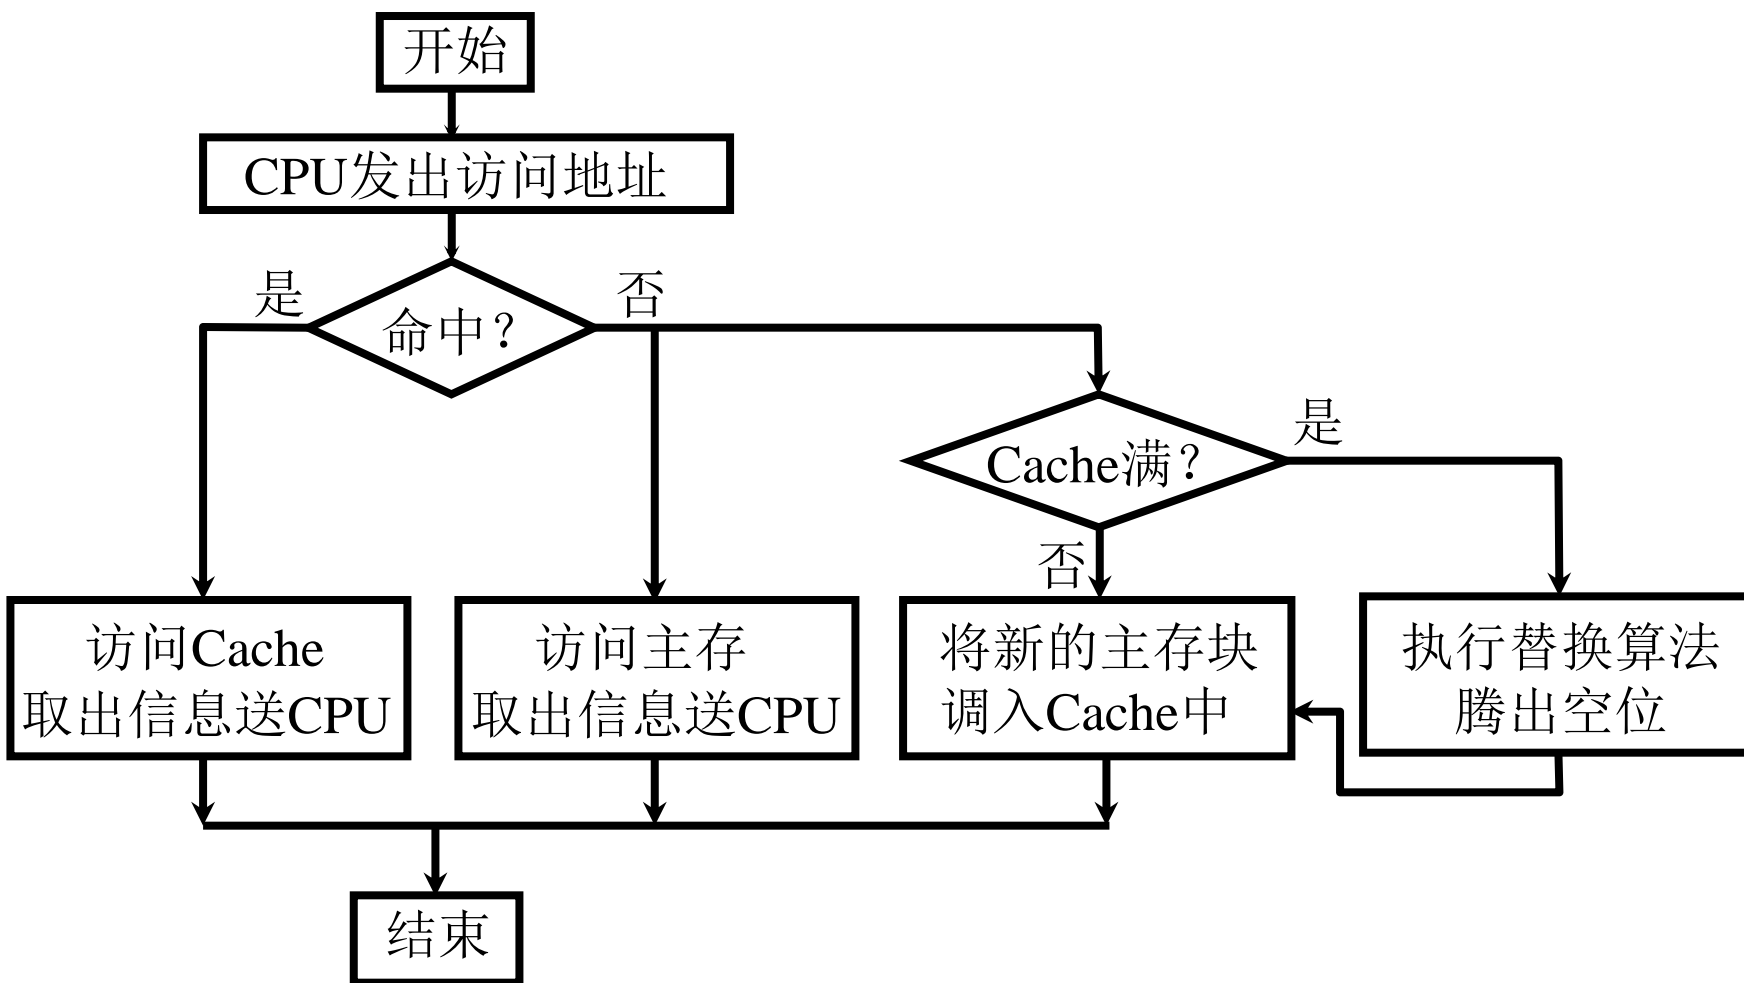 开始
CPU发出访问地址
是
否
命中？
是
Cache满？
否
访问Cache
取出信息送CPU
访问主存
取出信息送CPU
将新的主存块
调入Cache中
执行替换算法
腾出空位
结束